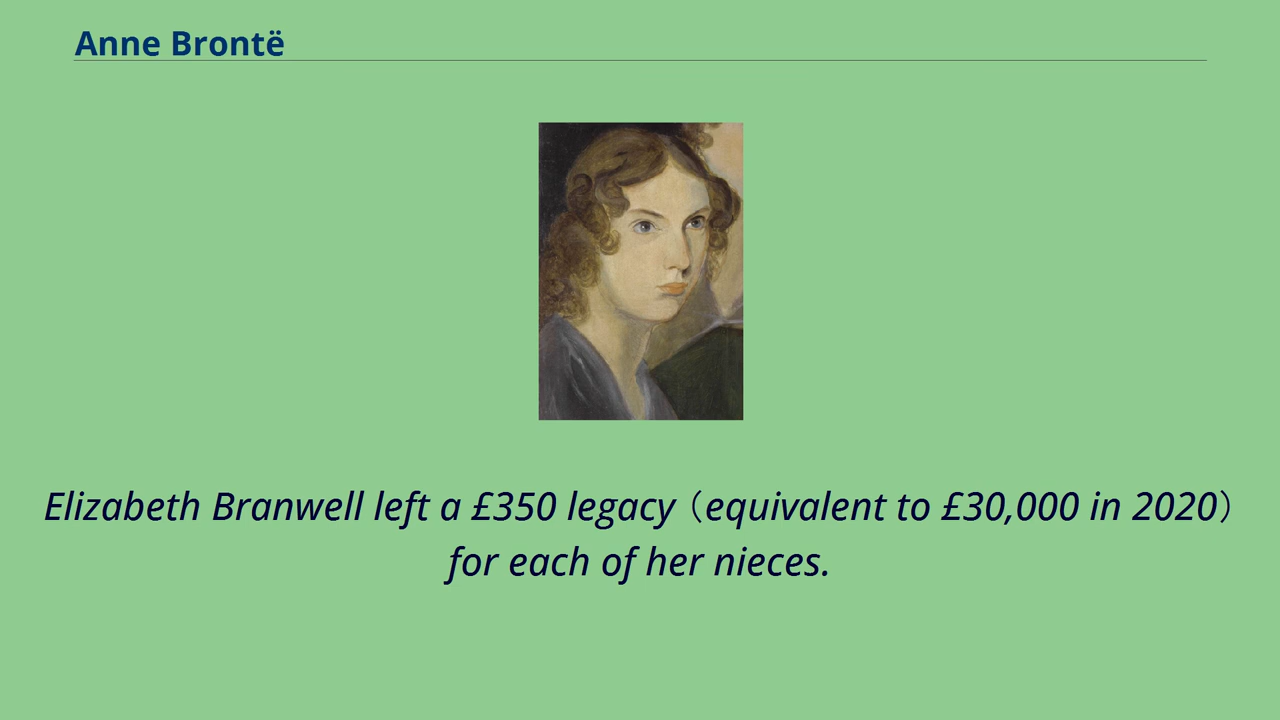 Anne Brontë
Elizabeth Branwell left a £350 legacy（equivalent to £30,000 in 2020）
for each of her nieces.